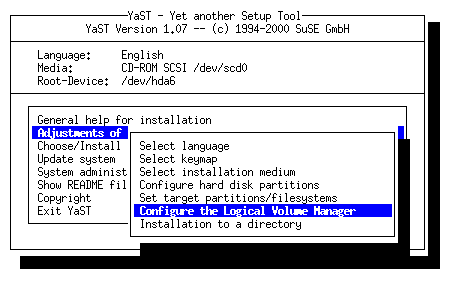 YaST - Yet another Setup Tool
YaST Version 1.07 -- (c) 1994-2000 SuSE GmbH
Language: English
Media: CD-ROM SCSI /dev/scd0
Root-Device: /dev/hda6
General help for installation
Adjustments of
Choose/Install
Select language
Update system
Select keymap
System administ
Select installation medium
Show README fil
Configure hard disk partitions
Copyright
Set target partitions/filesystems
Exit YaST
Configure the Logical Volume Manager
Installation to a directory